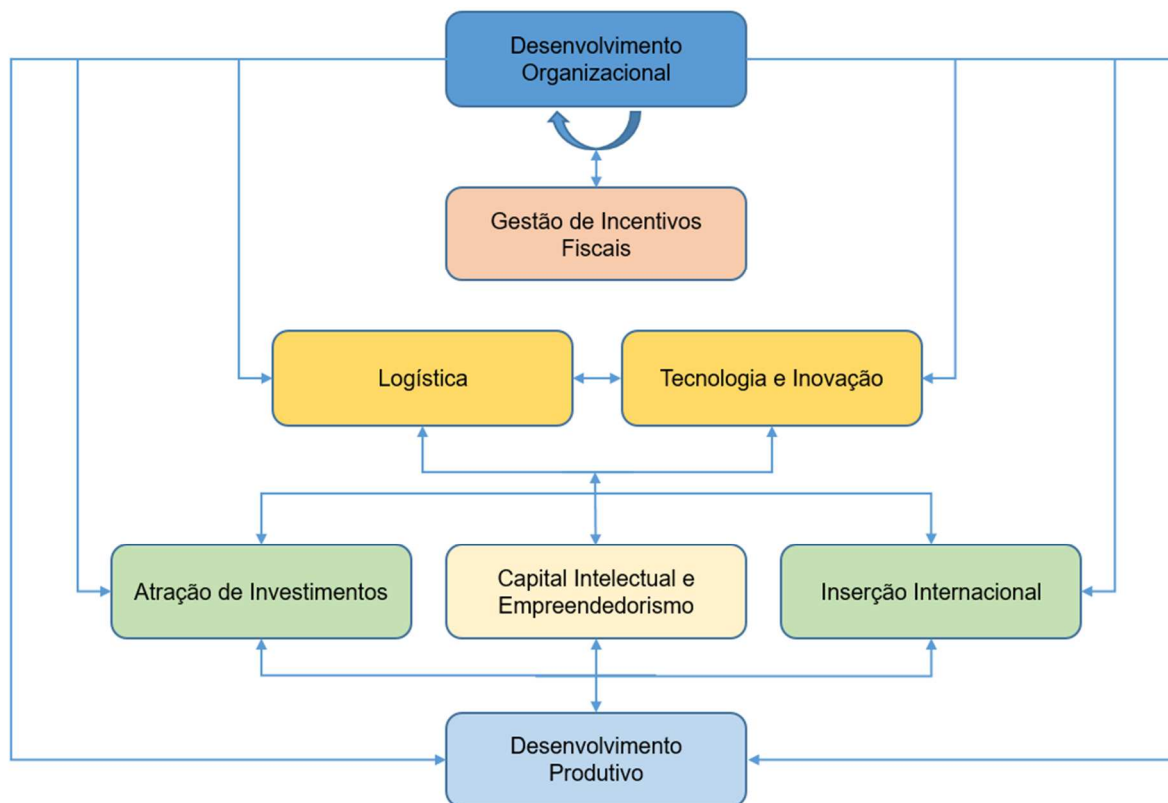 Desenvolvimento
Organizacional
Gestão de Incentivos
Fiscais
Logística
Tecnologia e Inovação
Atração de Investimentos
Capital Intelectual e
Empreendedorismo
Inserção Internacional
Desenvolvimento
Produtivo